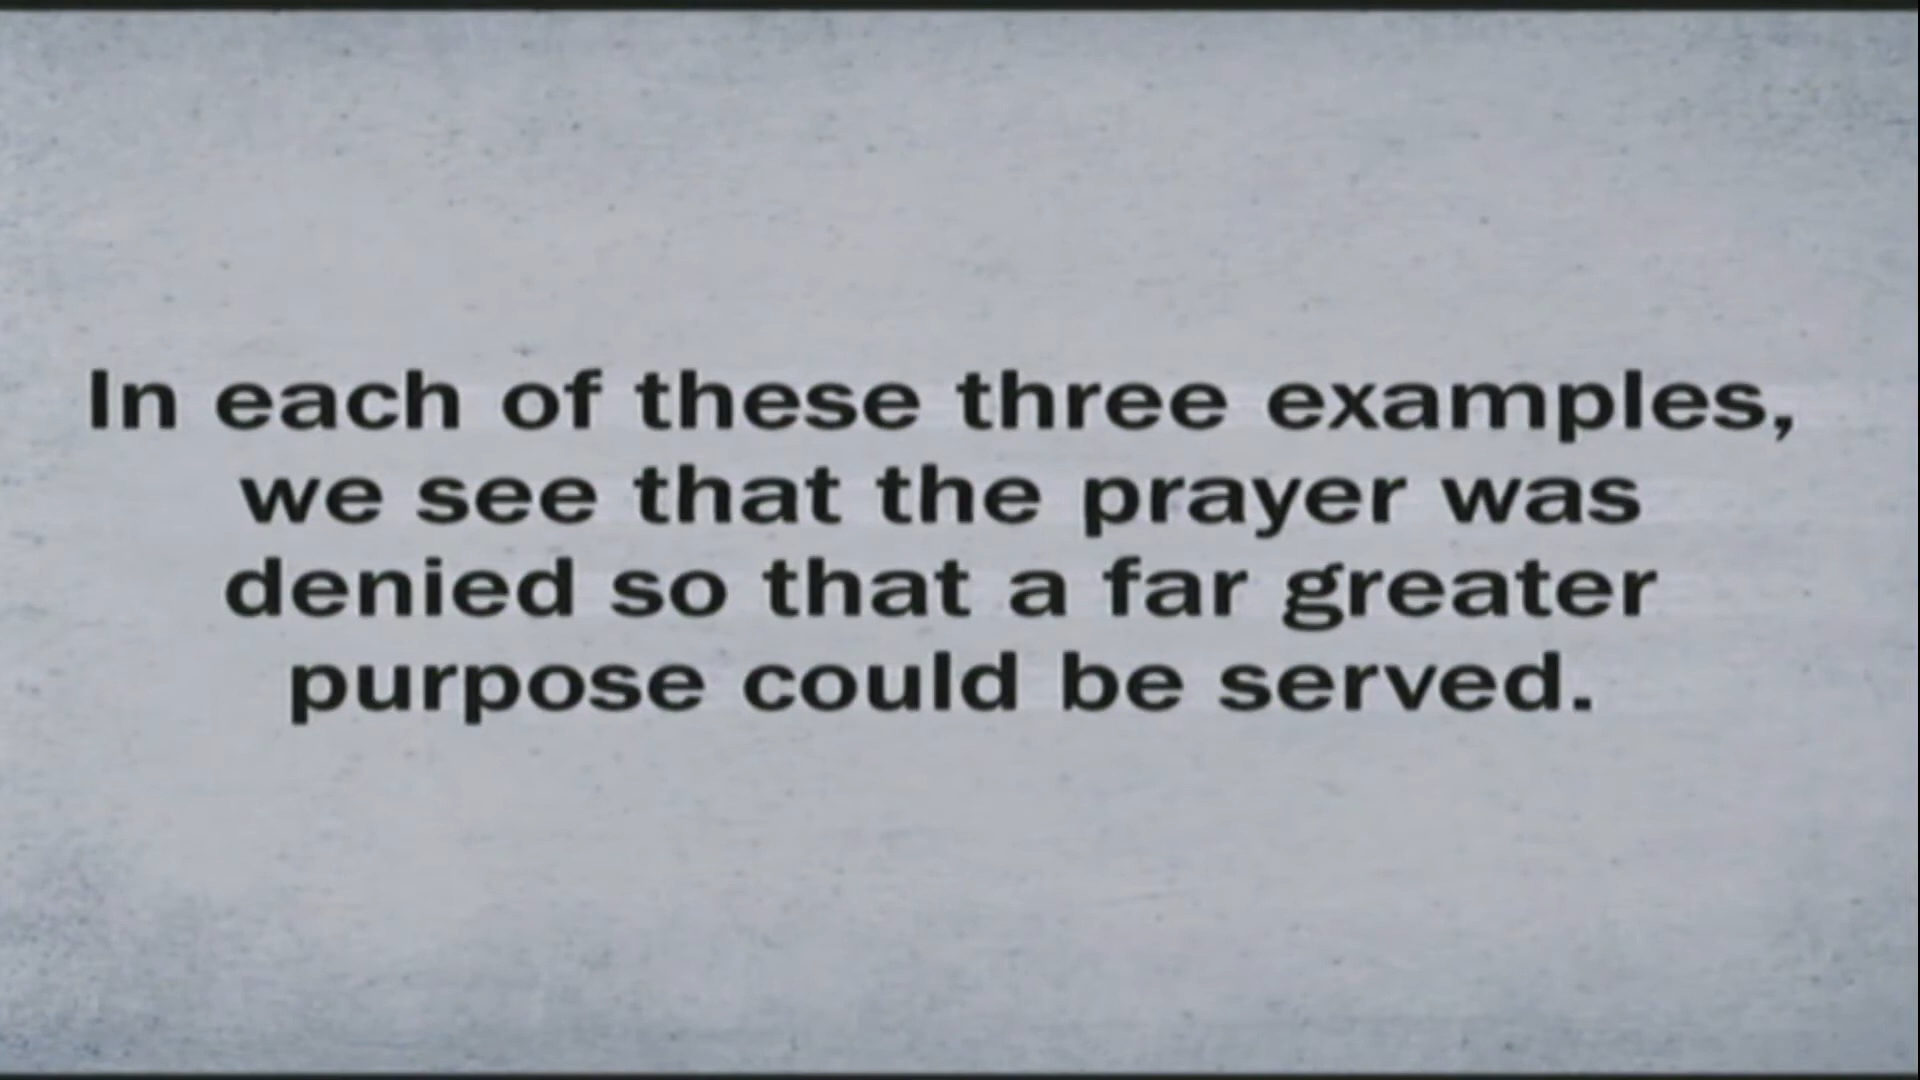 In each of these three examples,
we see that the prayer was
denied so that a far greater
purpose could be served.